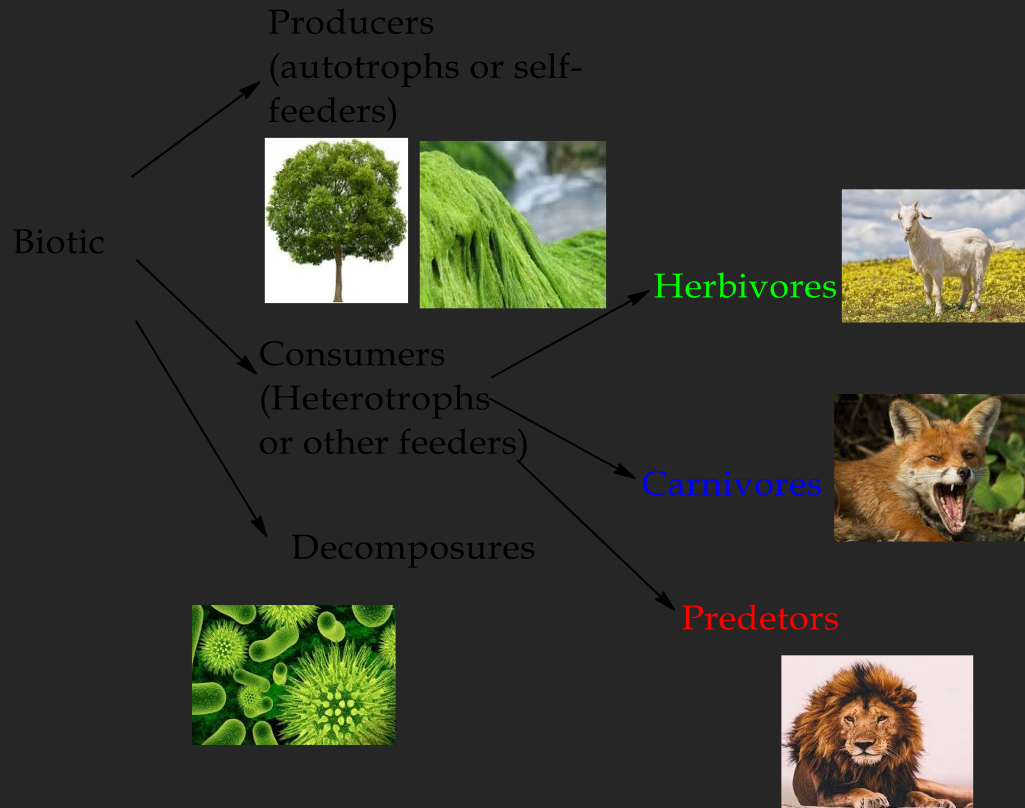 Producers
(autotrophs or self-
feeders)
Biotic
Herbivores
Consumers
(Heterotrophs
or other feeders)
Carnivores
Decomposures
Predetors